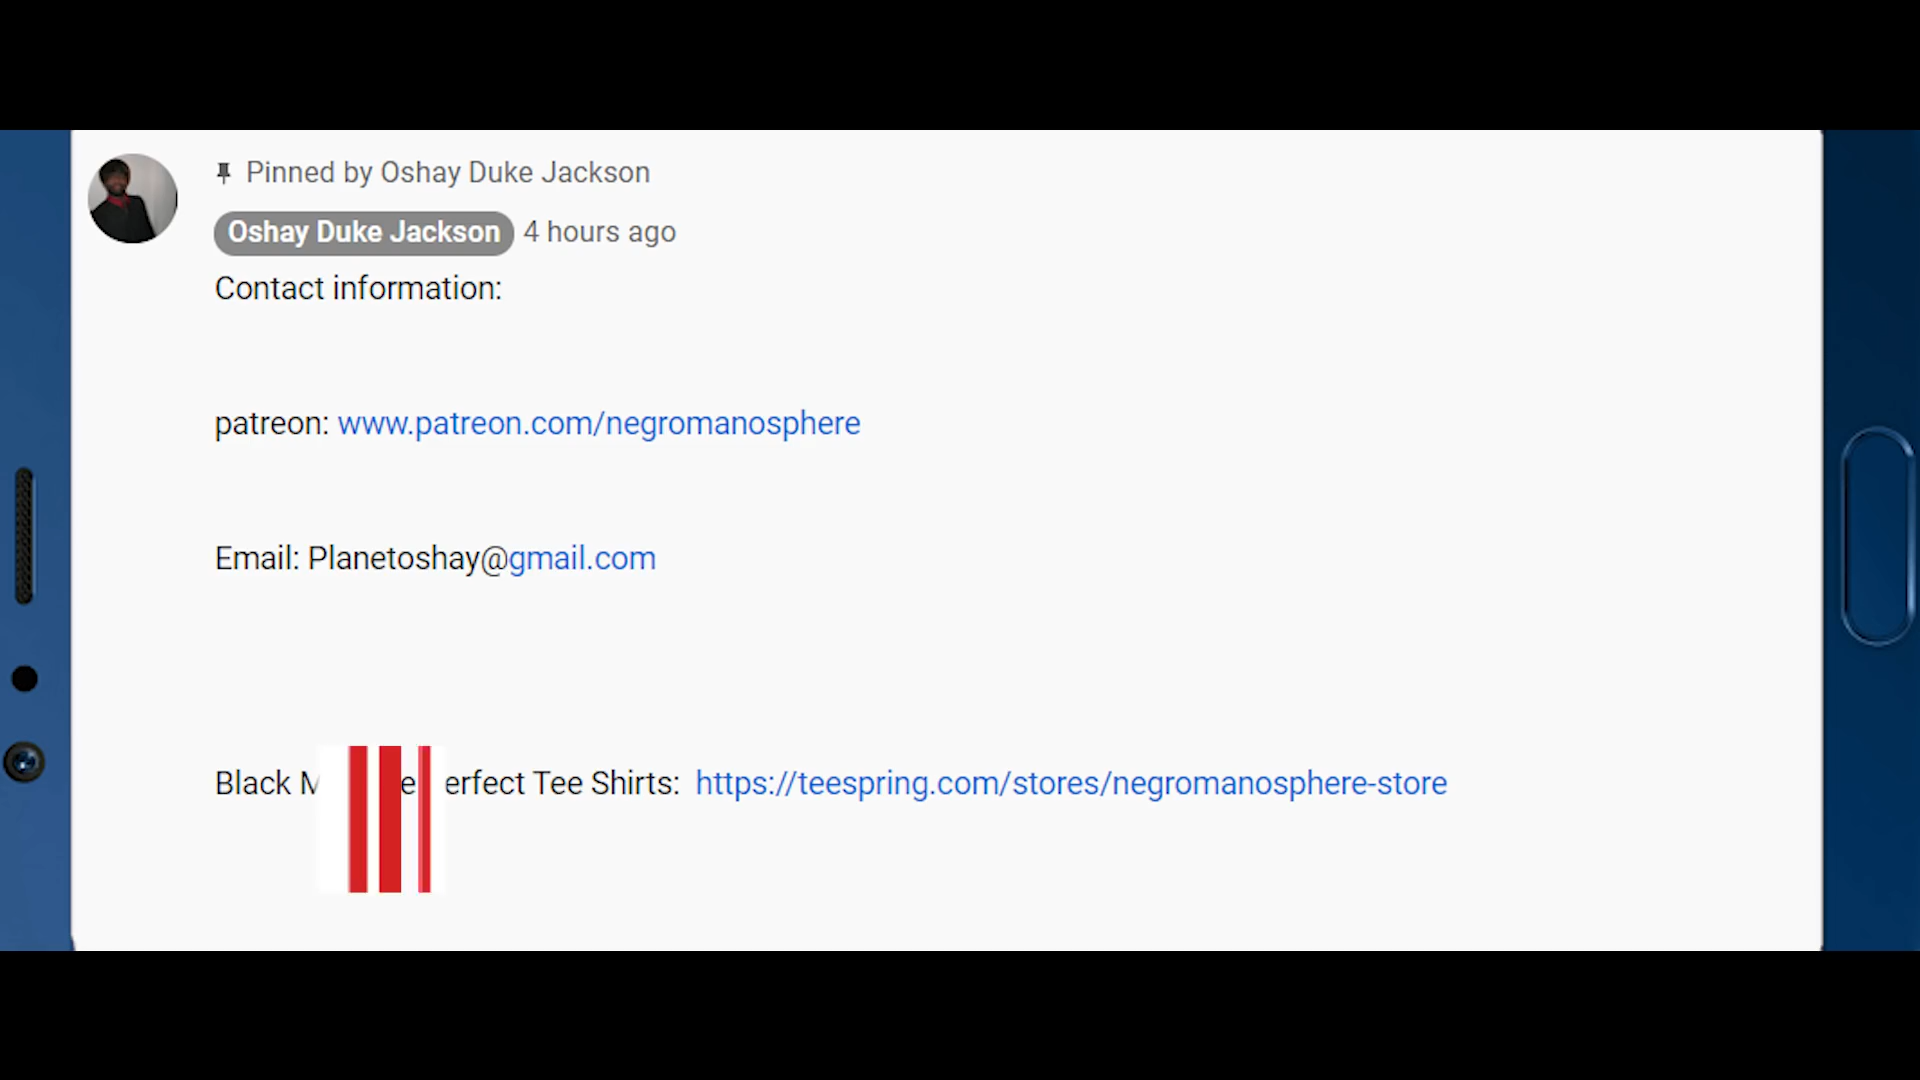 Pinned by Oshay Duke Jackson
Oshay Duke Jackson 4 hours ago
Contact information:
patreon: www.patreon.com/negromanosphere
Email: Planetoshay@gmail.com
Black Tee Shirts: https://teespring.com/stores/negromanosphere-store